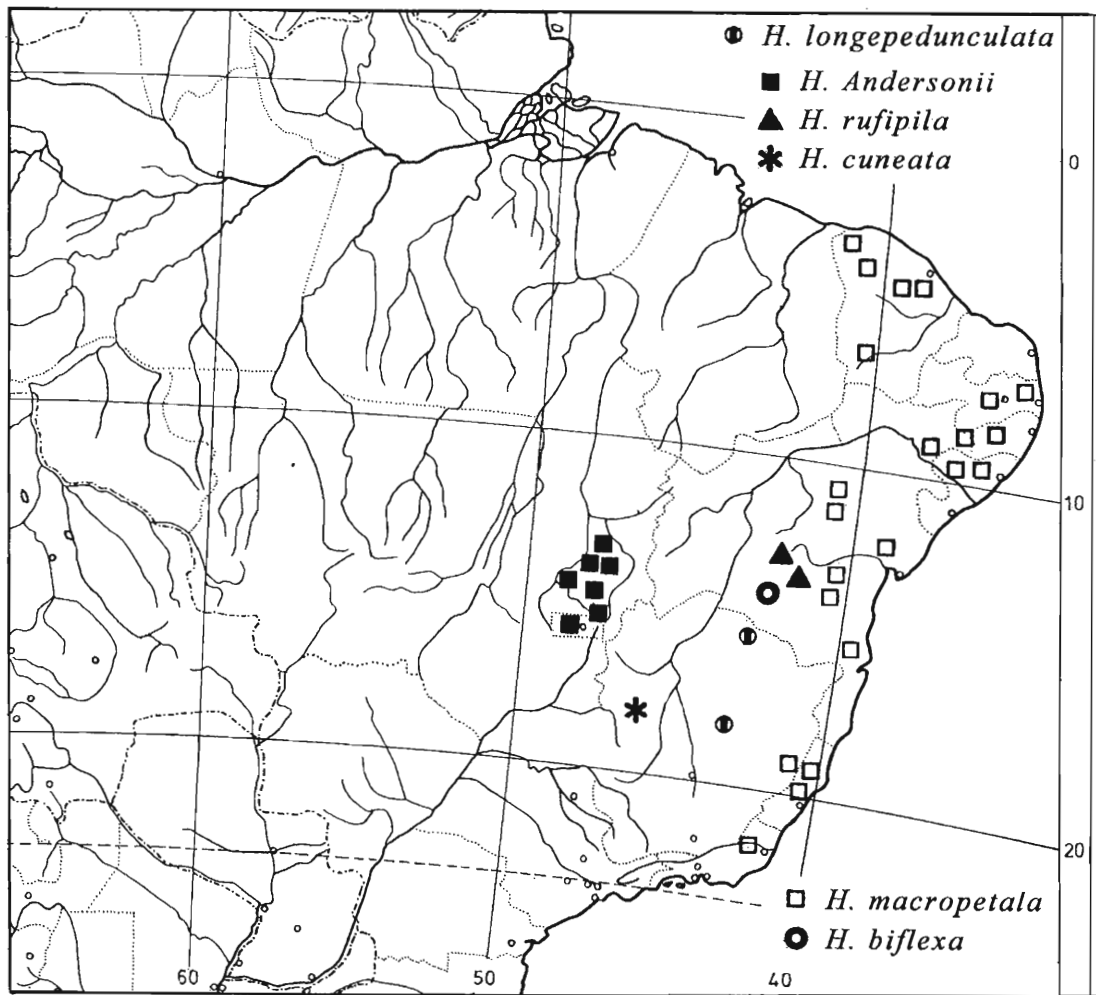 H. longepedunculata
H. Andersonii
H. rufipila
H. cuneata
0
10
20
H. macropetala
H. biflexa
60
50
40